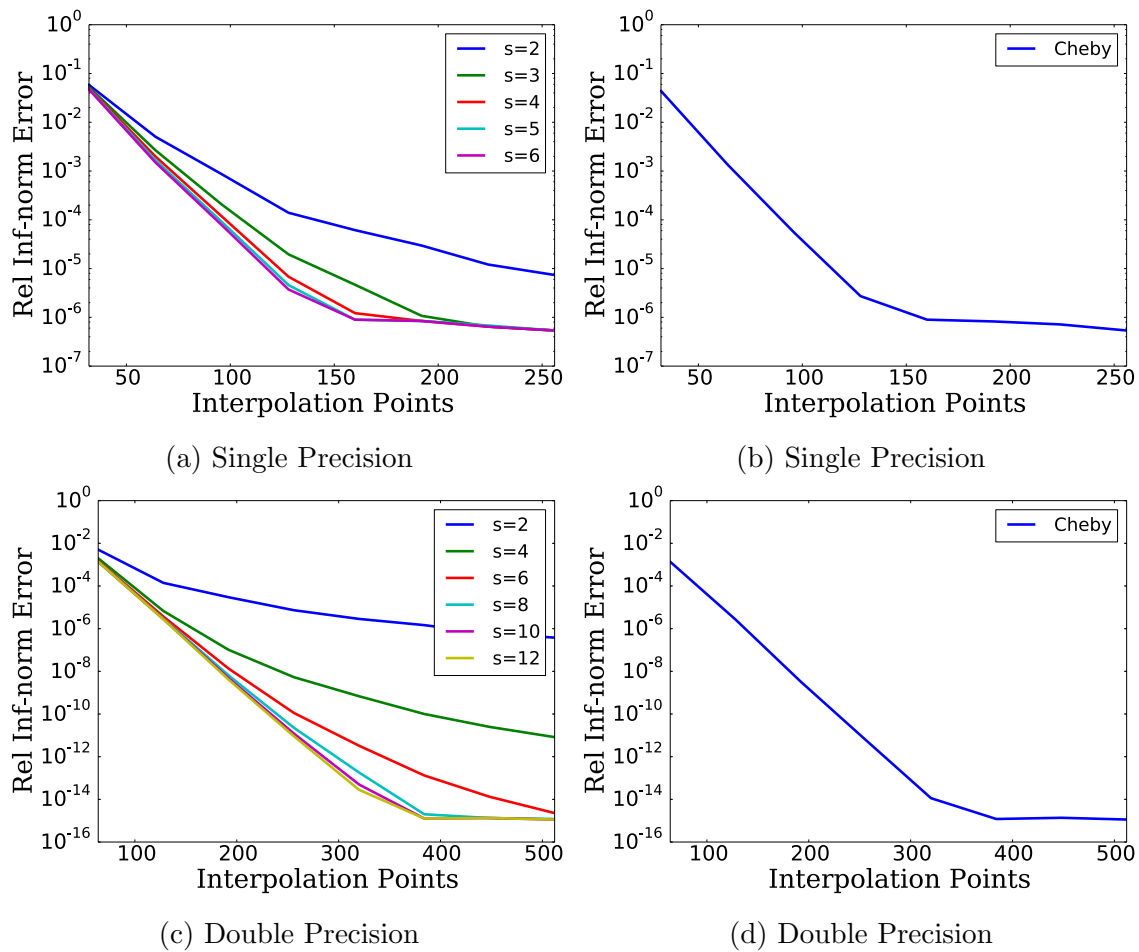 10^0
10^-1
10^-2
10^-3
10^-4
10^-5
10^-6
10^-7
Rel Inf-norm Error
s=2
s=3
s=4
s=5
s=6
50 100 150 200 250
Interpolation Points
(a) Single Precision
10^0
10^-1
10^-2
10^-3
10^-4
10^-5
10^-6
10^-7
Rel Inf-norm Error
Cheby
50 100 150 200 250
Interpolation Points
(b) Single Precision
10^0
10^-2
10^-4
10^-6
10^-8
10^-10
10^-12
10^-14
10^-16
Rel Inf-norm Error
s=2
s=4
s=6
s=8
s=10
s=12
100 200 300 400 500
Interpolation Points
(c) Double Precision
10^0
10^-2
10^-4
10^-6
10^-8
10^-10
10^-12
10^-14
10^-16
Rel Inf-norm Error
Cheby
100 200 300 400 500
Interpolation Points
(d) Double Precision